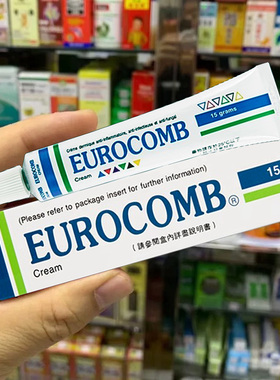 Crème dermique anti-inflammatoire, anti-infectieuse et anti-fungal
15 grams
EUROCOMB
Cream
(Please refer to package insert for further information)
15
EUROCOMB®
(請參閱盒內詳盡說明書)
Cream